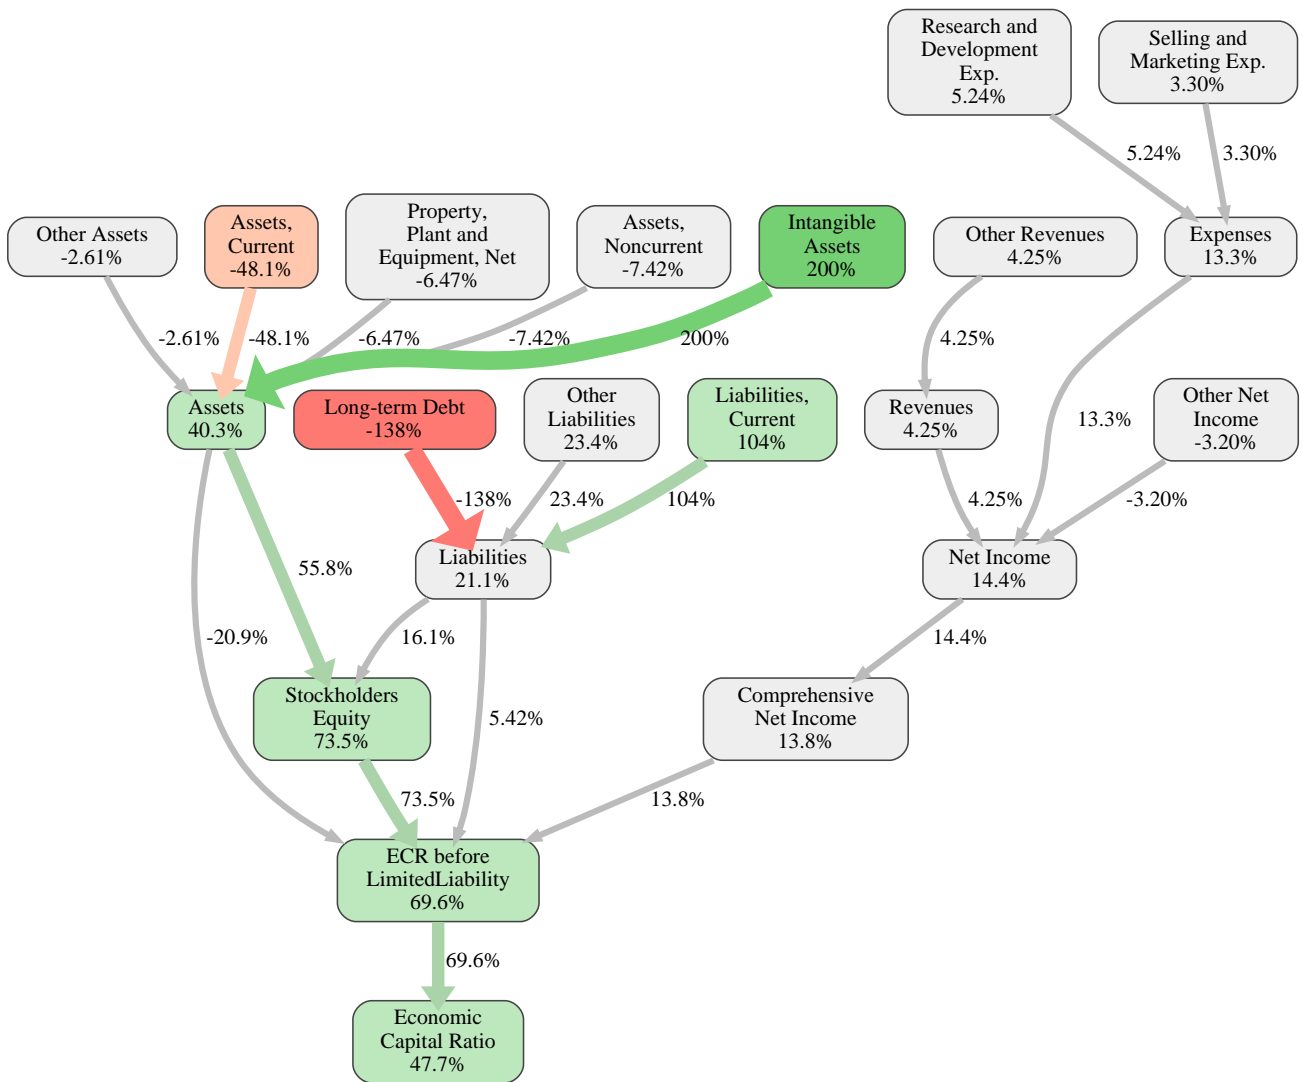 Research and
Development
Exp.
5.24%
Selling and
Marketing Exp.
3.30%
5.24%
3.30%
Other Assets
-2.61%
Assets,
Current
-48.1%
Property,
Plant and
Equipment, Net
-6.47%
Assets,
Noncurrent
-7.42%
Intangible
Assets
200%
Other Revenues
4.25%
Expenses
13.3%
-2.61%
-48.1%
-6.47%
-7.42%
200%
4.25%
Assets
40.3%
Long-term Debt
-138%
Other
Liabilities
23.4%
Liabilities,
Current
104%
Revenues
4.25%
13.3%
Other Net
Income
-3.20%
-138%
23.4%
104%
4.25%
-3.20%
55.8%
Liabilities
21.1%
Net Income
14.4%
-20.9%
16.1%
14.4%
Stockholders
Equity
73.5%
5.42%
Comprehensive
Net Income
13.8%
73.5%
13.8%
ECR before
LimitedLiability
69.6%
69.6%
Economic
Capital Ratio
47.7%